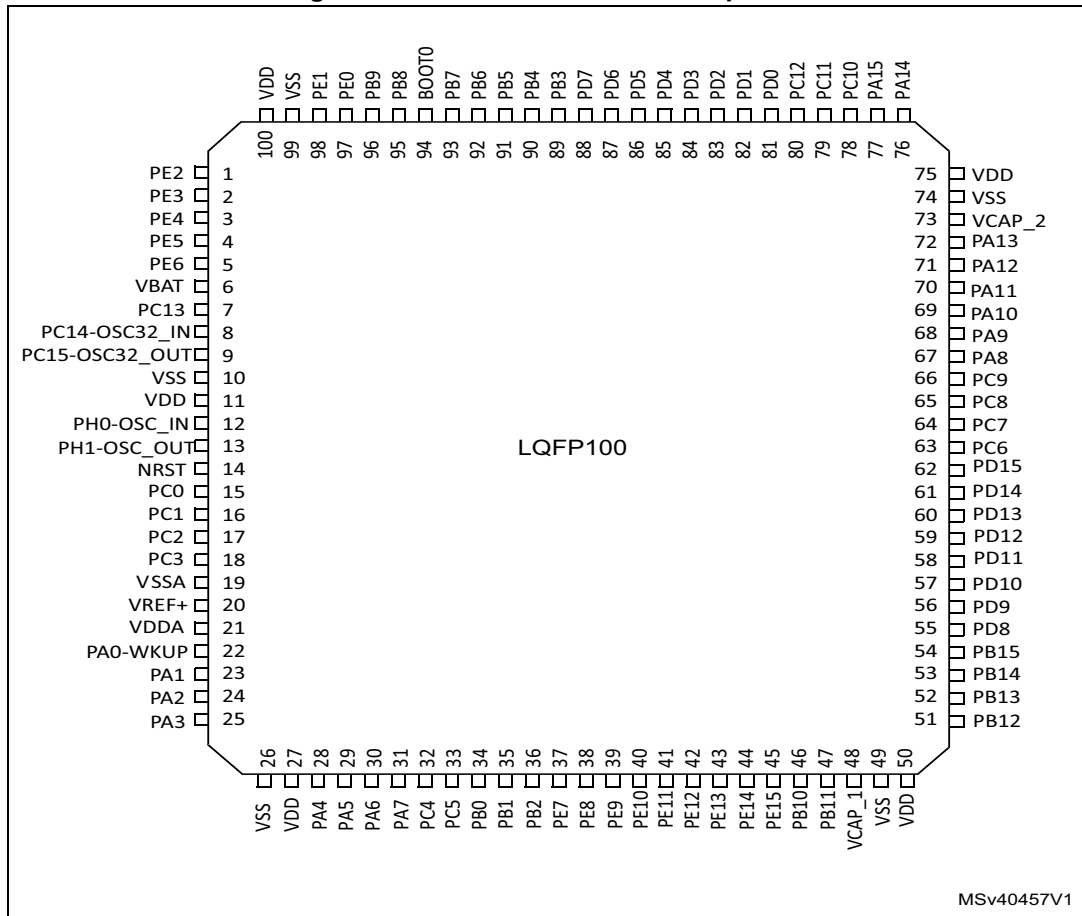 VDD
VSS
PE1
PE0
PB9
PB8
BOOT0
PB7
PB6
PB5
PB4
PB3
PD7
PD6
PD5
PD4
PD3
PD2
PD1
PD0
PC12
PC11
PC10
PA15
PA14
100
99
98
97
96
95
94
93
92
91
90
89
88
87
86
85
84
83
82
81
80
79
78
77
76
PE2 1
PE3 2
PE4 3
PE5 4
PE6 5
VBAT 6
PC13 7
PC14-OSC32_IN 8
PC15-OSC32_OUT 9
VSS 10
VDD 11
PH0-OSC_IN 12
PH1-OSC_OUT 13
NRST 14
PC0 15
PC1 16
PC2 17
PC3 18
VSSA 19
VREF+ 20
VDDA 21
PA0-WKUP 22
PA1 23
PA2 24
PA3 25
LQFP100
75 VDD
74 VSS
73 VCAP_2
72 PA13
71 PA12
70 PA11
69 PA10
68 PA9
67 PA8
66 PC9
65 PC8
64 PC7
63 PC6
62 PD15
61 PD14
60 PD13
59 PD12
58 PD11
57 PD10
56 PD9
55 PD8
54 PB15
53 PB14
52 PB13
51 PB12
26
27
28
29
30
31
32
33
34
35
36
37
38
39
40
41
42
43
44
45
46
47
48
49
50
VSS
VDD
PA4
PA5
PA6
PA7
PC4
PC5
PB0
PB1
PB2
PE7
PE8
PE9
PE10
PE11
PE12
PE13
PE14
PE15
PB10
PB11
VCAP_1
VSS
VDD
MSv40457V1